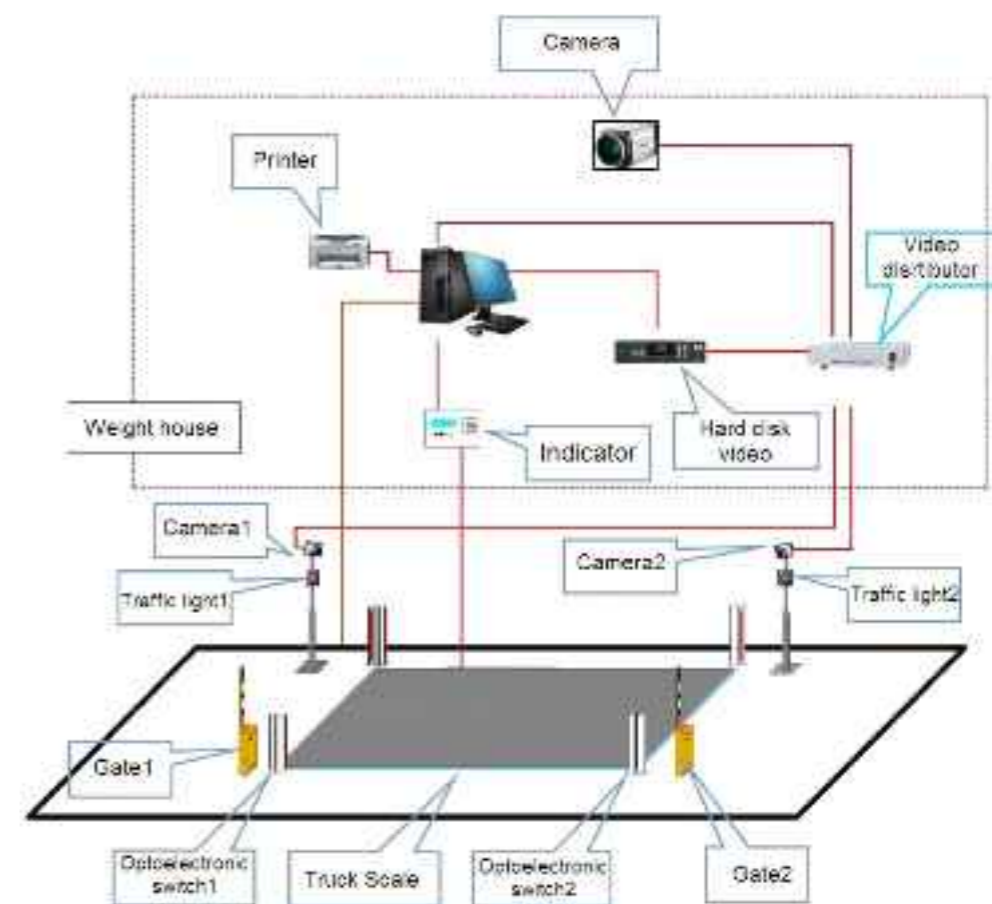 Camera
Printer
Video
disrtibutor
Weight house
Indicator
Hard disk
video
Camera1
Camera2
Traffic light1
Traffic light2
Gate1
Optoelectronic
switch1
Truck Scale
Optoelectronic
switch2
Gate2